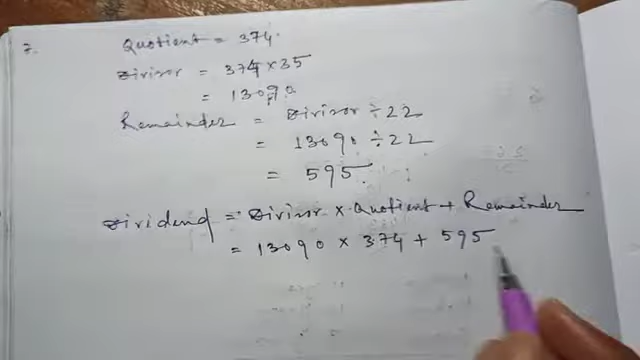 7. Quotient = 374.
Divisor = 374 × 35
= 13090
Remainder = Divisor ÷ 22
= 13090 ÷ 22
= 595.
Dividend = Divisor × Quotient + Remainder
= 13090 × 374 + 595